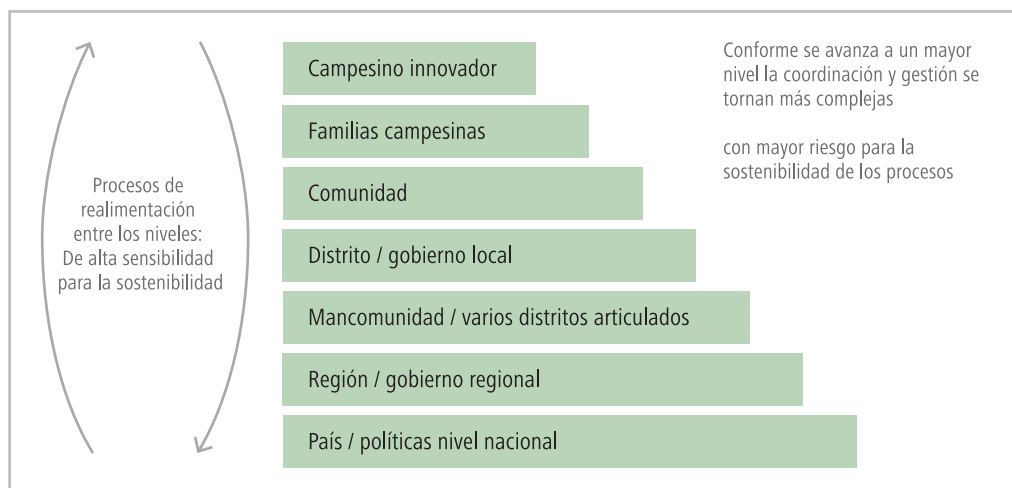 Procesos de
realimentación
entre los niveles:
De alta sensibilidad
para la sostenibilidad
Campesino innovador
Familias campesinas
Comunidad
Distrito / gobierno local
Mancomunidad / varios distritos articulados
Región / gobierno regional
País / políticas nivel nacional
Conforme se avanza a un mayor
nivel la coordinación y gestión se
tornan más complejas
con mayor riesgo para la
sostenibilidad de los procesos